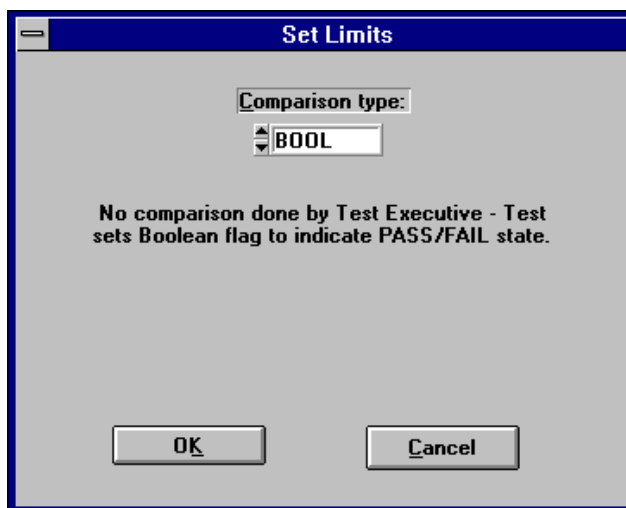 Set Limits
Comparison type:
BOOL
No comparison done by Test Executive - Test
sets Boolean flag to indicate PASS/FAIL state.
OK
Cancel